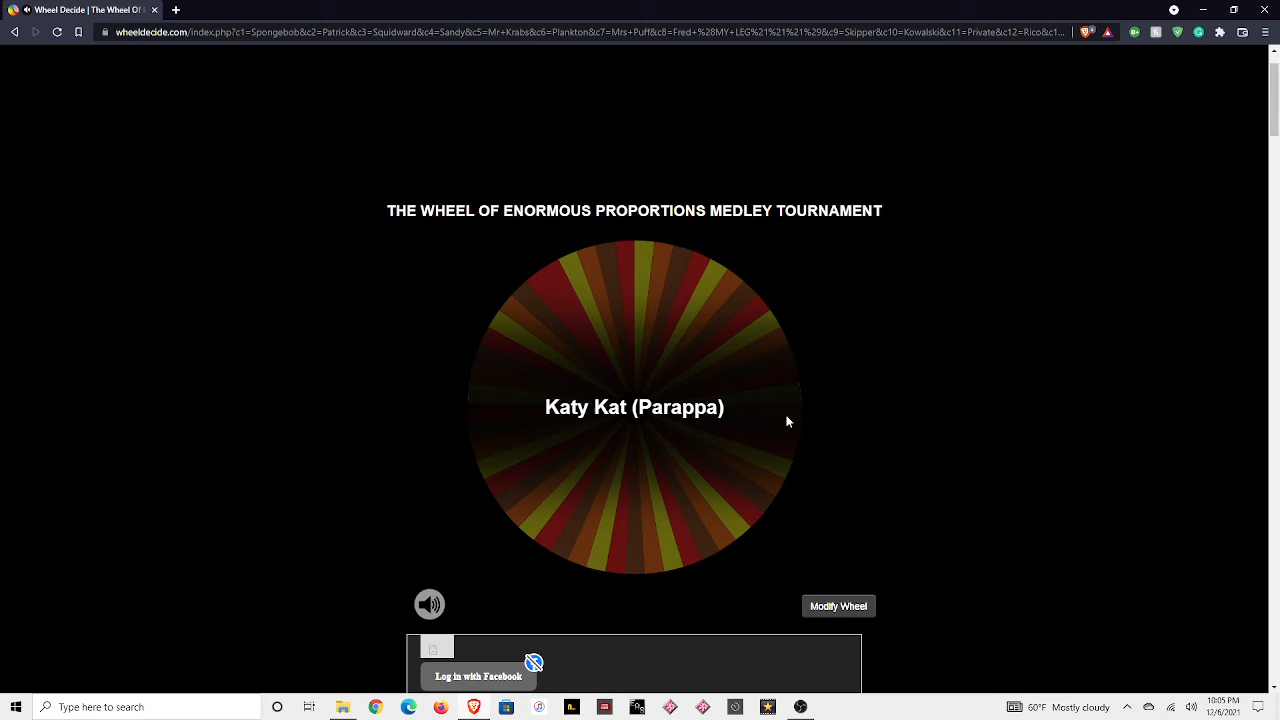 Wheel Decide | The Wheel Of E
wheeldecide.com/index.php?c1=Spongebob&c2=Patrick&c3=Squidward&c4=Sandy&c5=Mr+Krabs&c6=Plankton&c7=Mrs+Puff&c8=Fred+%28MY+LEG%21%21%21%29&c9=Skipper&c10=Kowalski&c11=Private&c12=Rico&c1...
THE WHEEL OF ENORMOUS PROPORTIONS MEDLEY TOURNAMENT
Katy Kat (Parappa)
Modify Wheel
Log in with Facebook
Type here to search
60°F Mostly cloudy
10:05 PM
12/6/2021